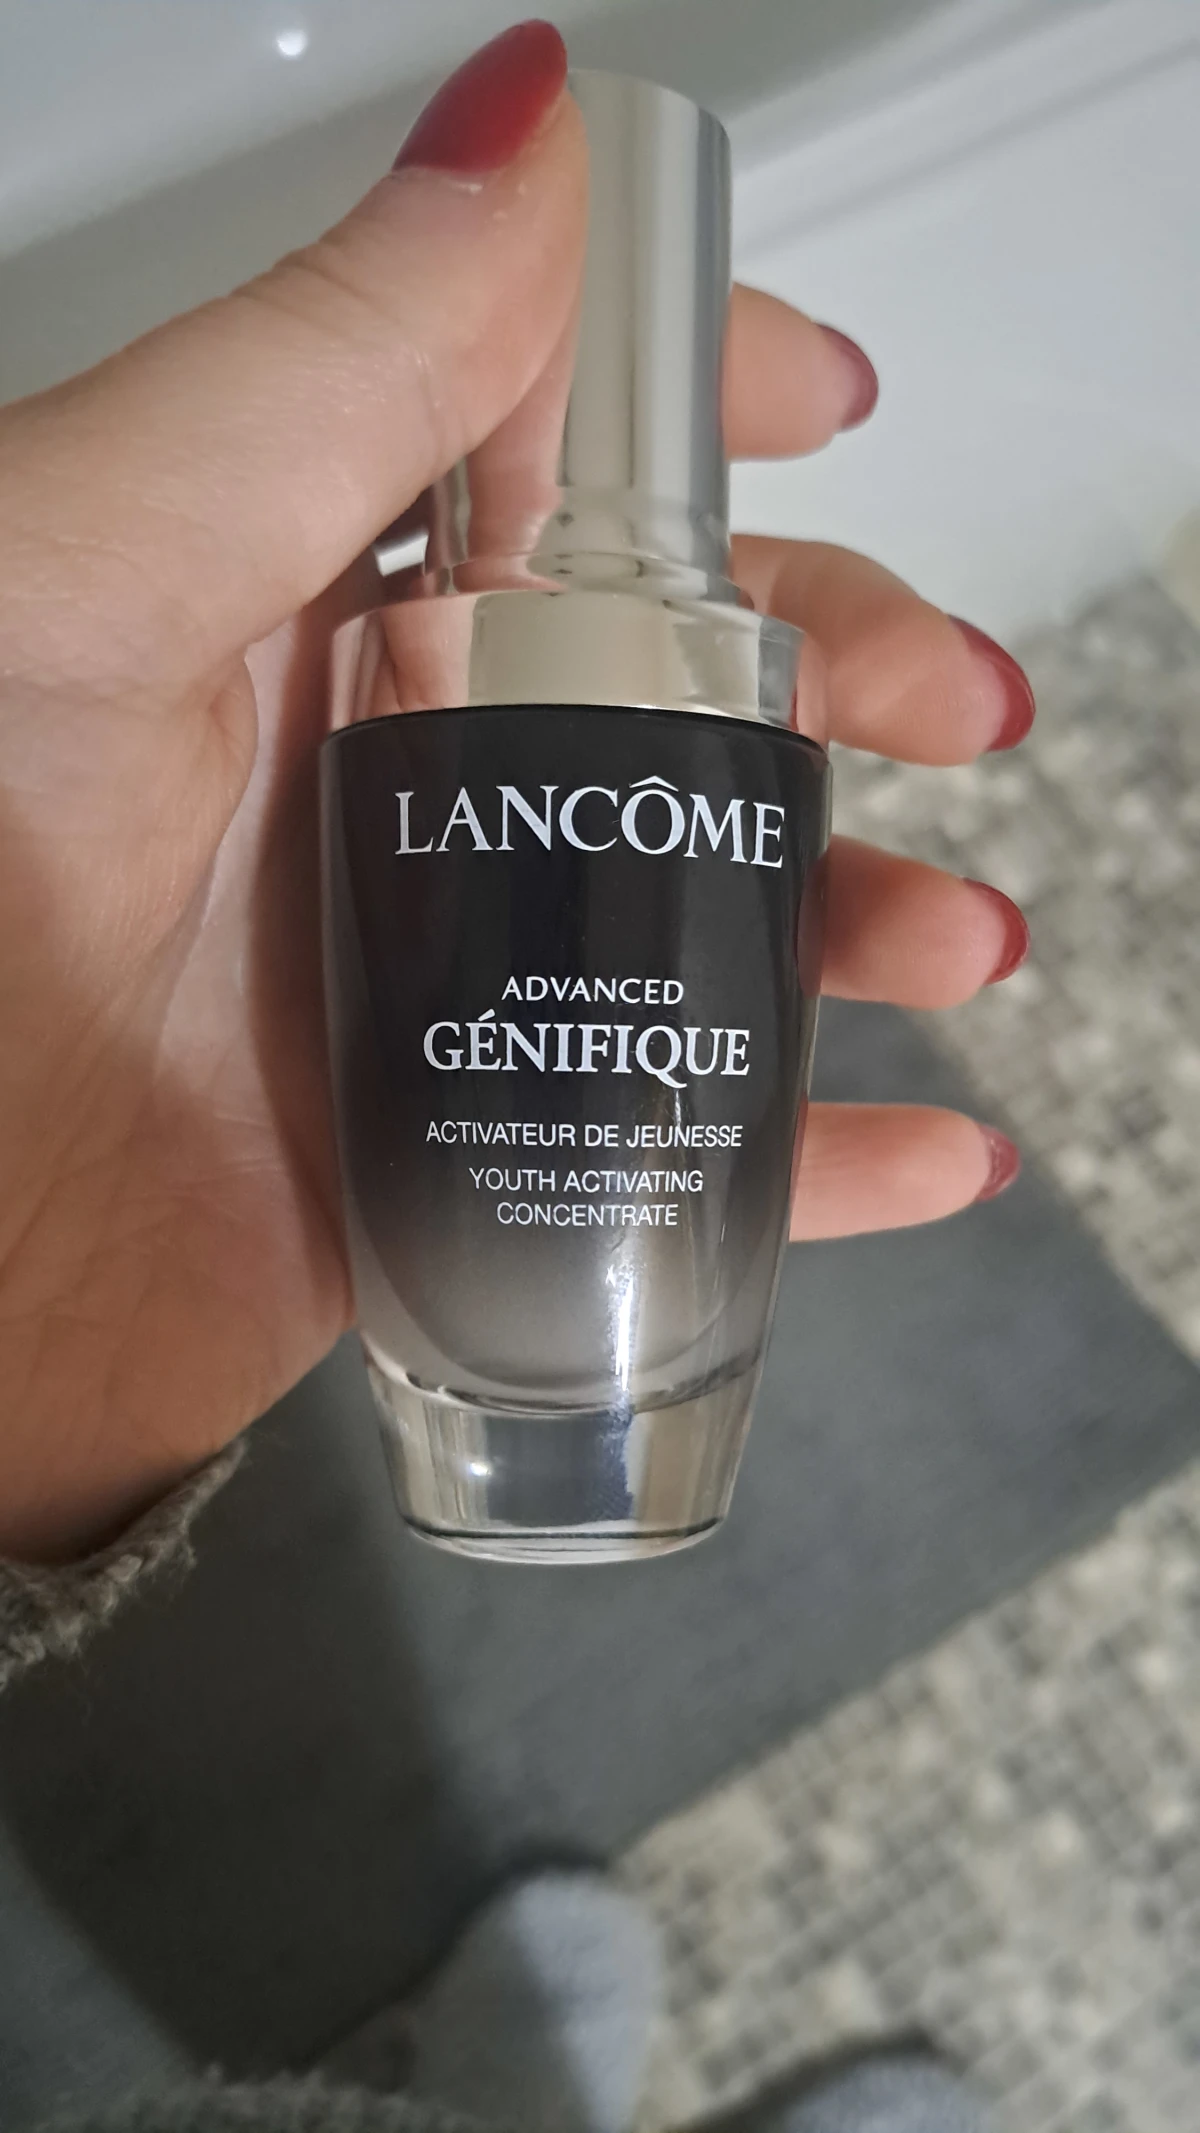 LANCÔME
ADVANCED
GÉNIFIQUE
ACTIVATEUR DE JEUNESSE
YOUTH ACTIVATING
CONCENTRATE